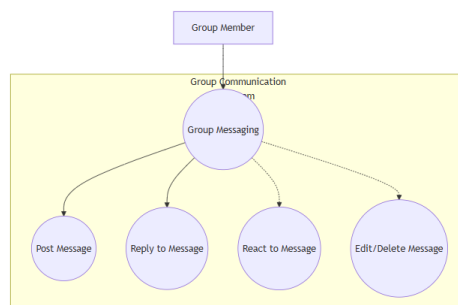 Group Member
Group Communication
Group Messaging
Post Message
Reply to Message
React to Message
Edit/Delete Message